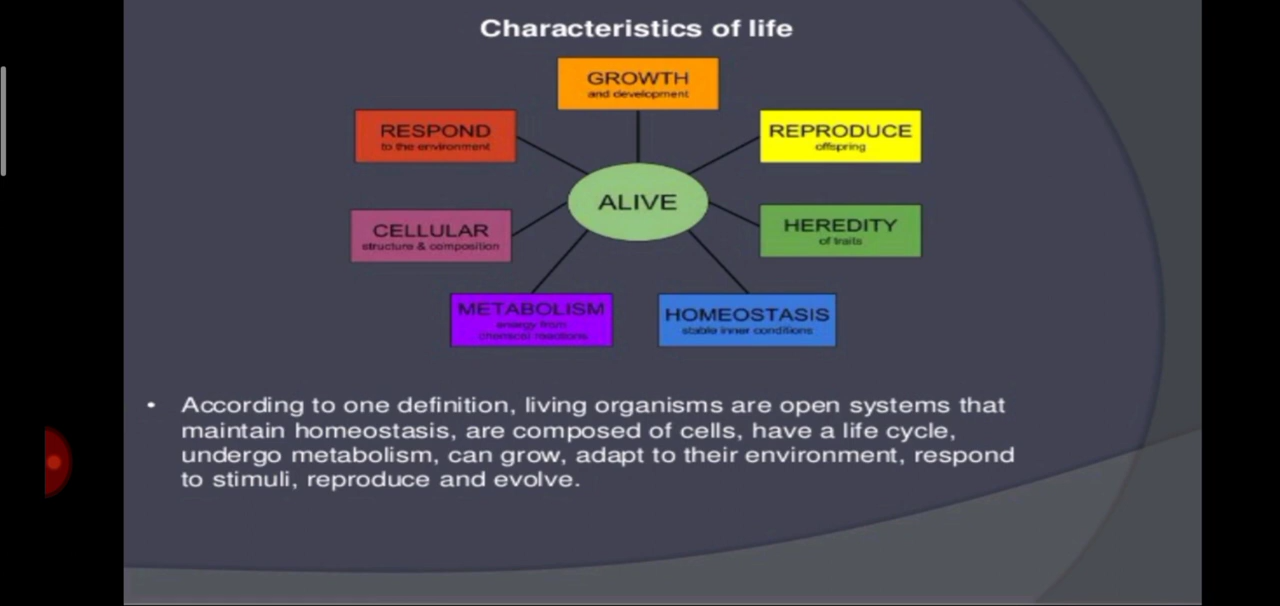 Characteristics of life
GROWTH
and development
RESPOND
to the environment
REPRODUCE
offspring
ALIVE
CELLULAR
structure & composition
HEREDITY
of traits
METABOLISM
energy from
chemical reactions
HOMEOSTASIS
stable inner conditions
• According to one definition, living organisms are open systems that
maintain homeostasis, are composed of cells, have a life cycle,
undergo metabolism, can grow, adapt to their environment, respond
to stimuli, reproduce and evolve.